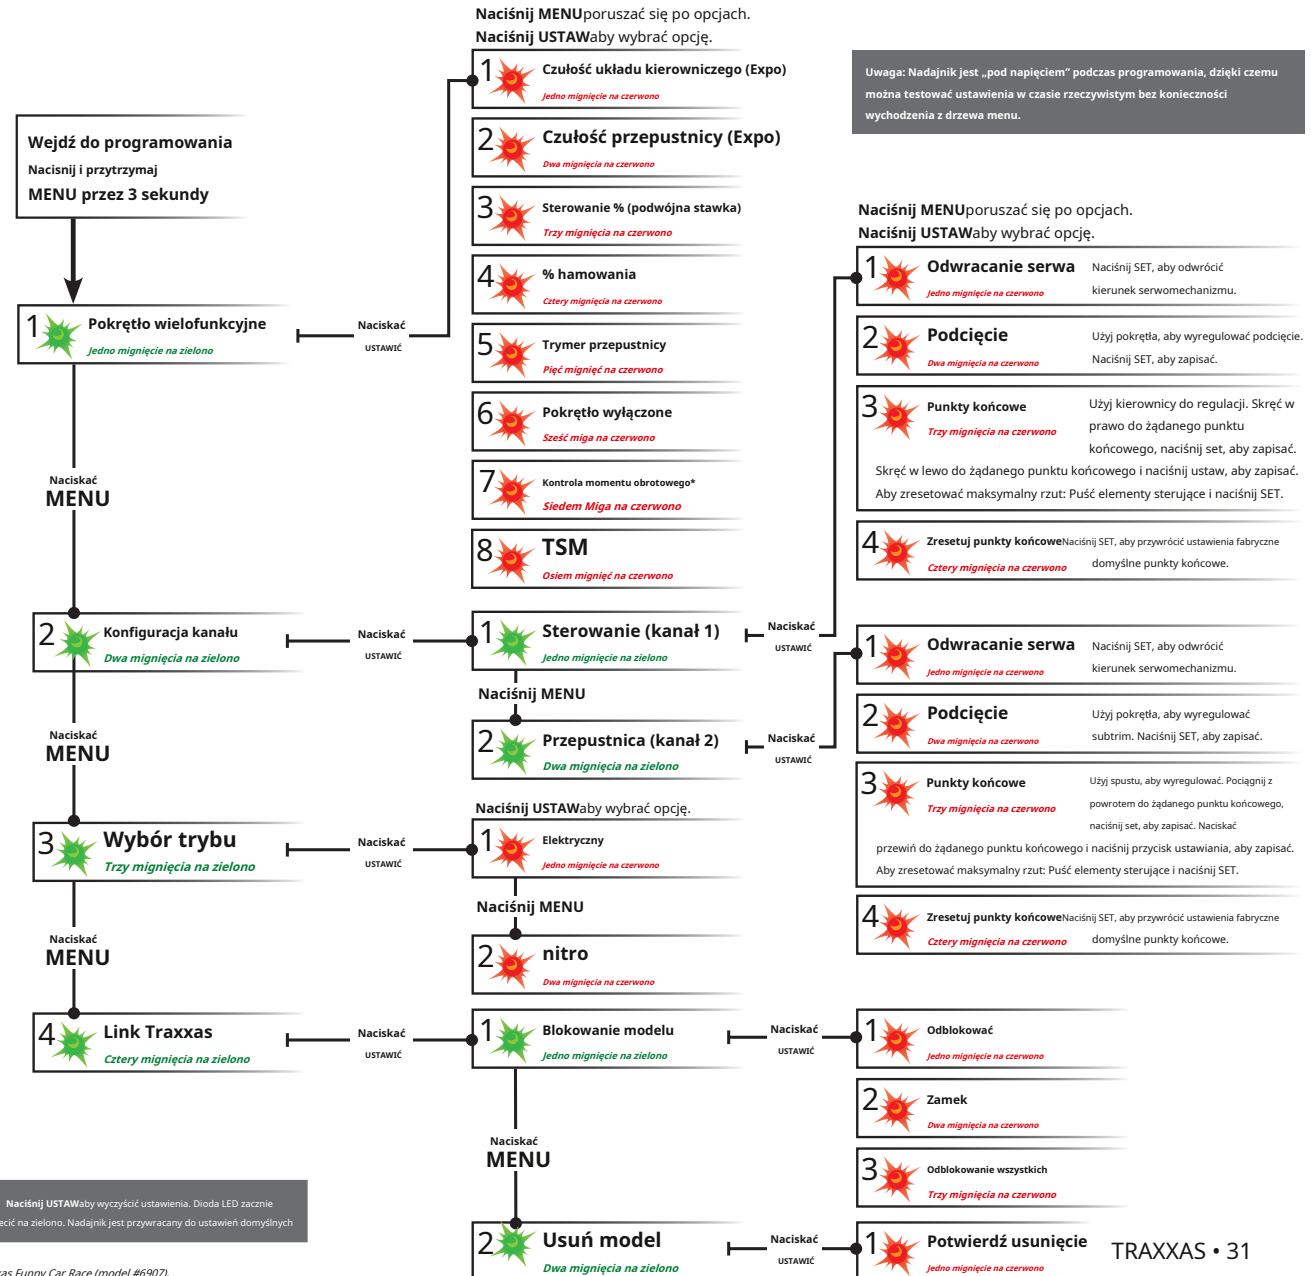 Naciśnij MENUporuszać się po opcjach.
Naciśnij USTAWaby wybrać opcję.
1 Czułość układu kierowniczego (Expo)
Jedno mignięcie na czerwono
2 Czułość przepustnicy (Expo)
Dwa mignięcia na czerwono
3 Sterowanie % (podwójna stawka)
Trzy mignięcia na czerwono
4 % hamowania
Cztery mignięcia na czerwono
5 Trymer przepustnicy
Pięć mignięć na czerwono
6 Pokrętło wyłączone
Sześć miga na czerwono
7 Kontrola momentu obrotowego*
Siedem Miga na czerwono
8 TSM
Osiem mignięć na czerwono
Uwaga: Nadajnik jest „pod napięciem” podczas programowania, dzięki czemu
można testować ustawienia w czasie rzeczywistym bez konieczności
wychodzenia z drzewa menu.
Wejdź do programowania
Nacisnij i przytrzymaj
MENU przez 3 sekundy
1 Pokrętło wielofunkcyjne
Jedno mignięcie na zielono
Naciskać
USTAWIĆ
Naciskać
MENU
2 Konfiguracja kanału
Dwa mignięcia na zielono
Naciskać
USTAWIĆ
1 Sterowanie (kanał 1)
Jedno mignięcie na zielono
Naciskać
USTAWIĆ
Naciśnij MENU
2 Przepustnica (kanał 2)
Dwa mignięcia na zielono
Naciskać
USTAWIĆ
Naciśnij MENUporuszać się po opcjach.
Naciśnij USTAWaby wybrać opcję.
1 Odwracanie serwa Naciśnij SET, aby odwrócić
Jedno mignięcie na czerwono kierunek serwomechanizmu.
2 Podcięcie Użyj pokrętła, aby wyregulować podcięcie.
Dwa mignięcia na czerwono Naciśnij SET, aby zapisać.
3 Punkty końcowe Użyj kierownicy do regulacji. Skręć w
Trzy mignięcia na czerwono prawo do żądanego punktu
końcowego, naciśnij set, aby zapisać.
Skręć w lewo do żądanego punktu końcowego i naciśnij ustaw, aby zapisać.
Aby zresetować maksymalny rzut: Puść elementy sterujące i naciśnij SET.
4 Zresetuj punkty końcoweNaciśnij SET, aby przywrócić ustawienia fabryczne
Cztery mignięcia na czerwono domyślne punkty końcowe.
1 Odwracanie serwa Naciśnij SET, aby odwrócić
Jedno mignięcie na czerwono kierunek serwomechanizmu.
2 Podcięcie Użyj pokrętła, aby wyregulować
Dwa mignięcia na czerwono subtrim. Naciśnij SET, aby zapisać.
3 Punkty końcowe Użyj spustu, aby wyregulować. Pociągnij z
Trzy mignięcia na czerwono powrotem do żądanego punktu końcowego,
naciśnij set, aby zapisać. Naciskać
przewiń do żądanego punktu końcowego i naciśnij przycisk ustawiania, aby zapisać.
Aby zresetować maksymalny rzut: Puść elementy sterujące i naciśnij SET.
4 Zresetuj punkty końcoweNaciśnij SET, aby przywrócić ustawienia fabryczne
Cztery mignięcia na czerwono domyślne punkty końcowe.
Naciskać
MENU
3 Wybór trybu
Trzy mignięcia na zielono
Naciskać
USTAWIĆ
Naciśnij USTAWaby wybrać opcję.
1 Elektryczny
Jedno mignięcie na czerwono
Naciśnij MENU
2 nitro
Dwa mignięcia na czerwono
Naciskać
MENU
4 Link Traxxas
Cztery mignięcia na zielono
Naciskać
USTAWIĆ
1 Blokowanie modelu
Jedno mignięcie na zielono
Naciskać
USTAWIĆ
1 Odblokować
Jedno mignięcie na czerwono
2 Zamek
Dwa mignięcia na czerwono
3 Odblokowanie wszystkich
Trzy mignięcia na czerwono
Naciskać
MENU
2 Usuń model
Dwa mignięcia na zielono
Naciskać
USTAWIĆ
1 Potwierdź usunięcie
Jedno mignięcie na czerwono
Naciśnij USTAWaby wyczyścić ustawienia. Dioda LED zacznie
ecić na zielono. Nadajnik jest przywracany do ustawień domyślnych
as Funny Car Race (model #6907).
TRAXXAS • 31